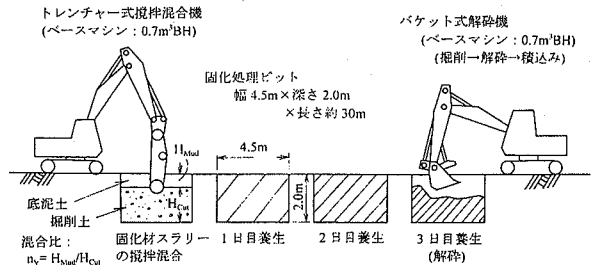 トレンチャー式撹拌混合機
(ベースマシン：0.7m³BH)
バケット式解砕機
(ベースマシン：0.7m³BH)
(掘削→解砕→積込み)
固化処理ピット
幅 4.5m×深さ 2.0m
×長さ約 30m
4.5m
H_Mud
H_Cut
2.0m
底泥土
掘削土
混合比：
n_v= H_Mud/H_Cut
固化材スラリー
の撹拌混合
1日目養生
2日目養生
3日目養生
(解砕)